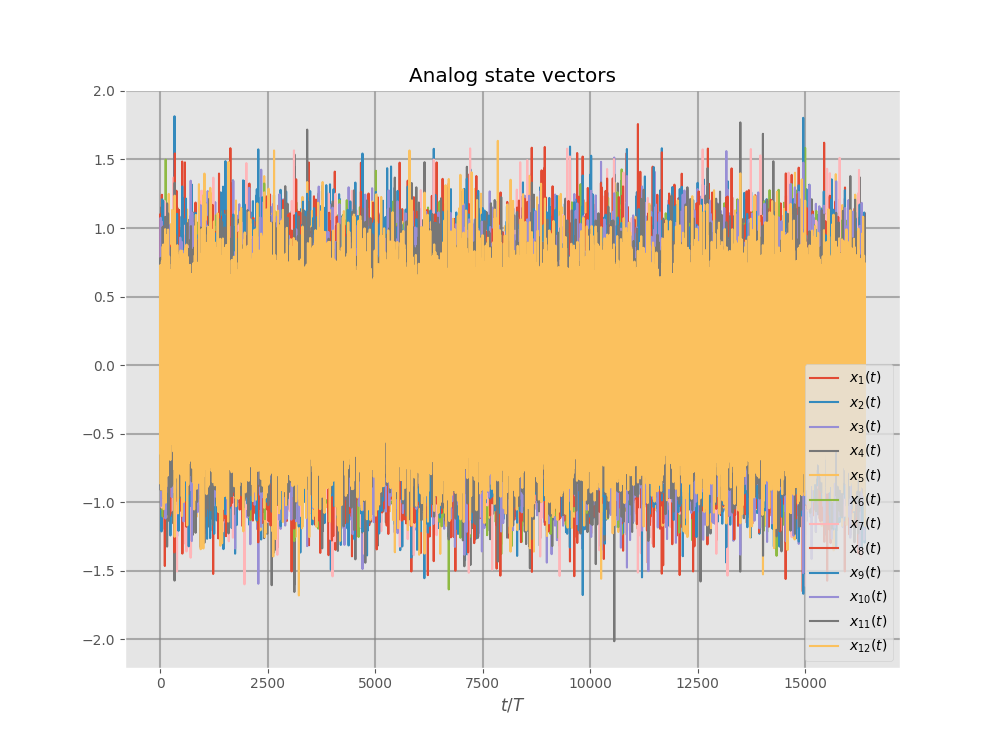 Analog state vectors
2.0
1.5
1.0
0.5
0.0
−0.5
−1.0
−1.5
−2.0
0 2500 5000 7500 10000 12500 15000
t/T
x₁(t)
x₂(t)
x₃(t)
x₄(t)
x₅(t)
x₆(t)
x₇(t)
x₈(t)
x₉(t)
x₁₀(t)
x₁₁(t)
x₁₂(t)